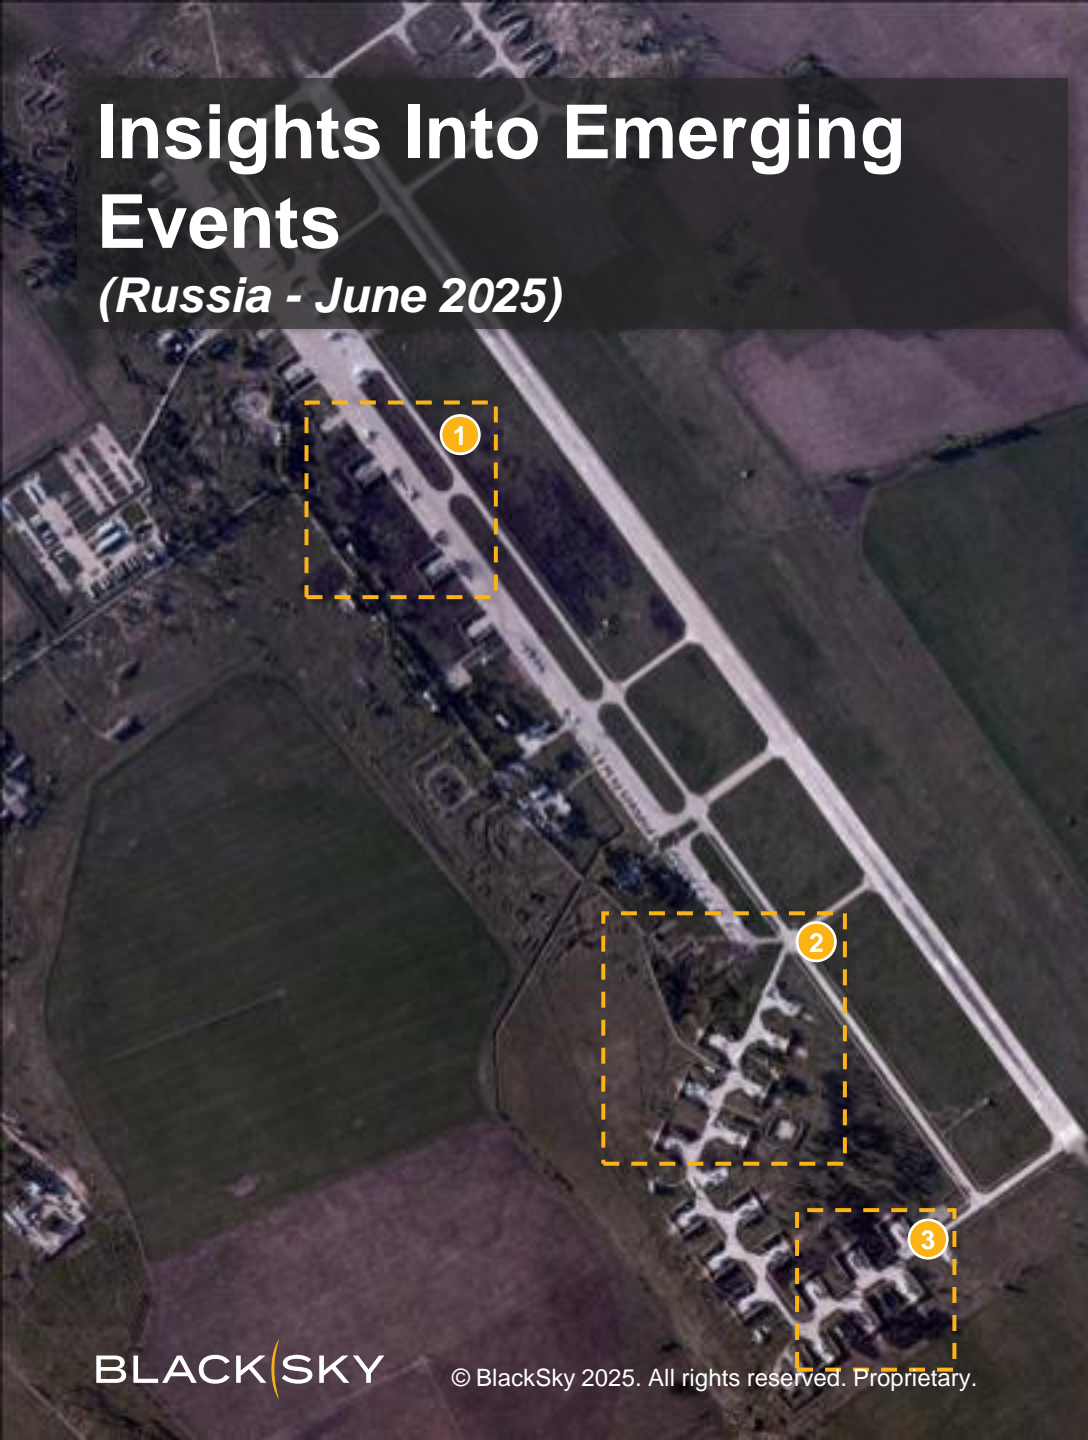 Insights Into Emerging
Events
(Russia - June 2025)
1
2
3
BLACKSKY
© BlackSky 2025. All rights reserved. Proprietary.